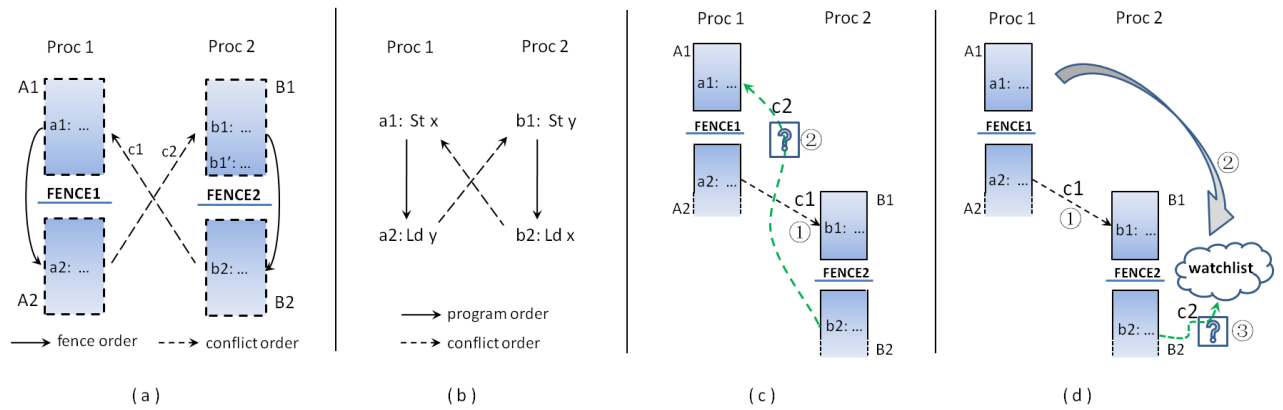 Proc 1
Proc 2
A1
B1
a1: ...
b1: ...
b1': ...
c1
c2
FENCE1
FENCE2
a2: ...
b2: ...
A2
B2
fence order
conflict order
( a )
Proc 1
Proc 2
a1: St x
b1: St y
a2: Ld y
b2: Ld x
program order
conflict order
( b )
Proc 1
Proc 2
A1
a1: ...
c2
FENCE1
?
②
a2: ...
A2
c1
①
B1
b1: ...
FENCE2
b2: ...
B2
( c )
Proc 1
Proc 2
A1
a1: ...
FENCE1
②
a2: ...
A2
c1
①
B1
b1: ...
FENCE2
watchlist
b2: ...
c2
?
③
B2
( d )